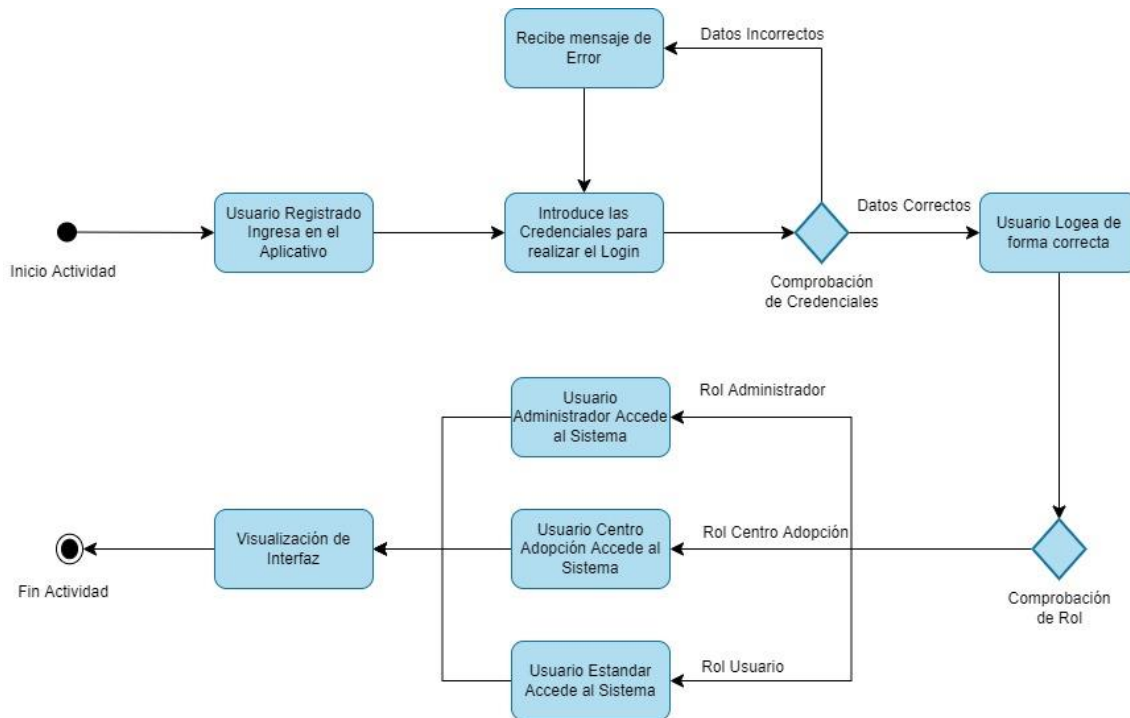 Recibe mensaje de
Error
Datos Incorrectos
Inicio Actividad
Usuario Registrado
Ingresa en el
Aplicativo
Introduce las
Credenciales para
realizar el Login
Comprobación
de Credenciales
Datos Correctos
Usuario Logea de
forma correcta
Usuario
Administrador Accede
al Sistema
Rol Administrador
Fin Actividad
Visualización de
Interfaz
Usuario Centro
Adopción Accede al
Sistema
Rol Centro Adopción
Comprobación
de Rol
Usuario Estandar
Accede al Sistema
Rol Usuario